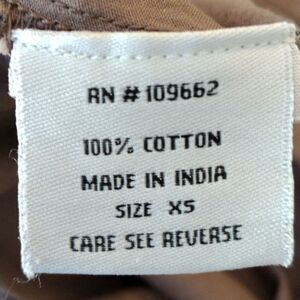 RN # 109662
100% COTTON
MADE IN INDIA
SIZE XS
CARE SEE REVERSE